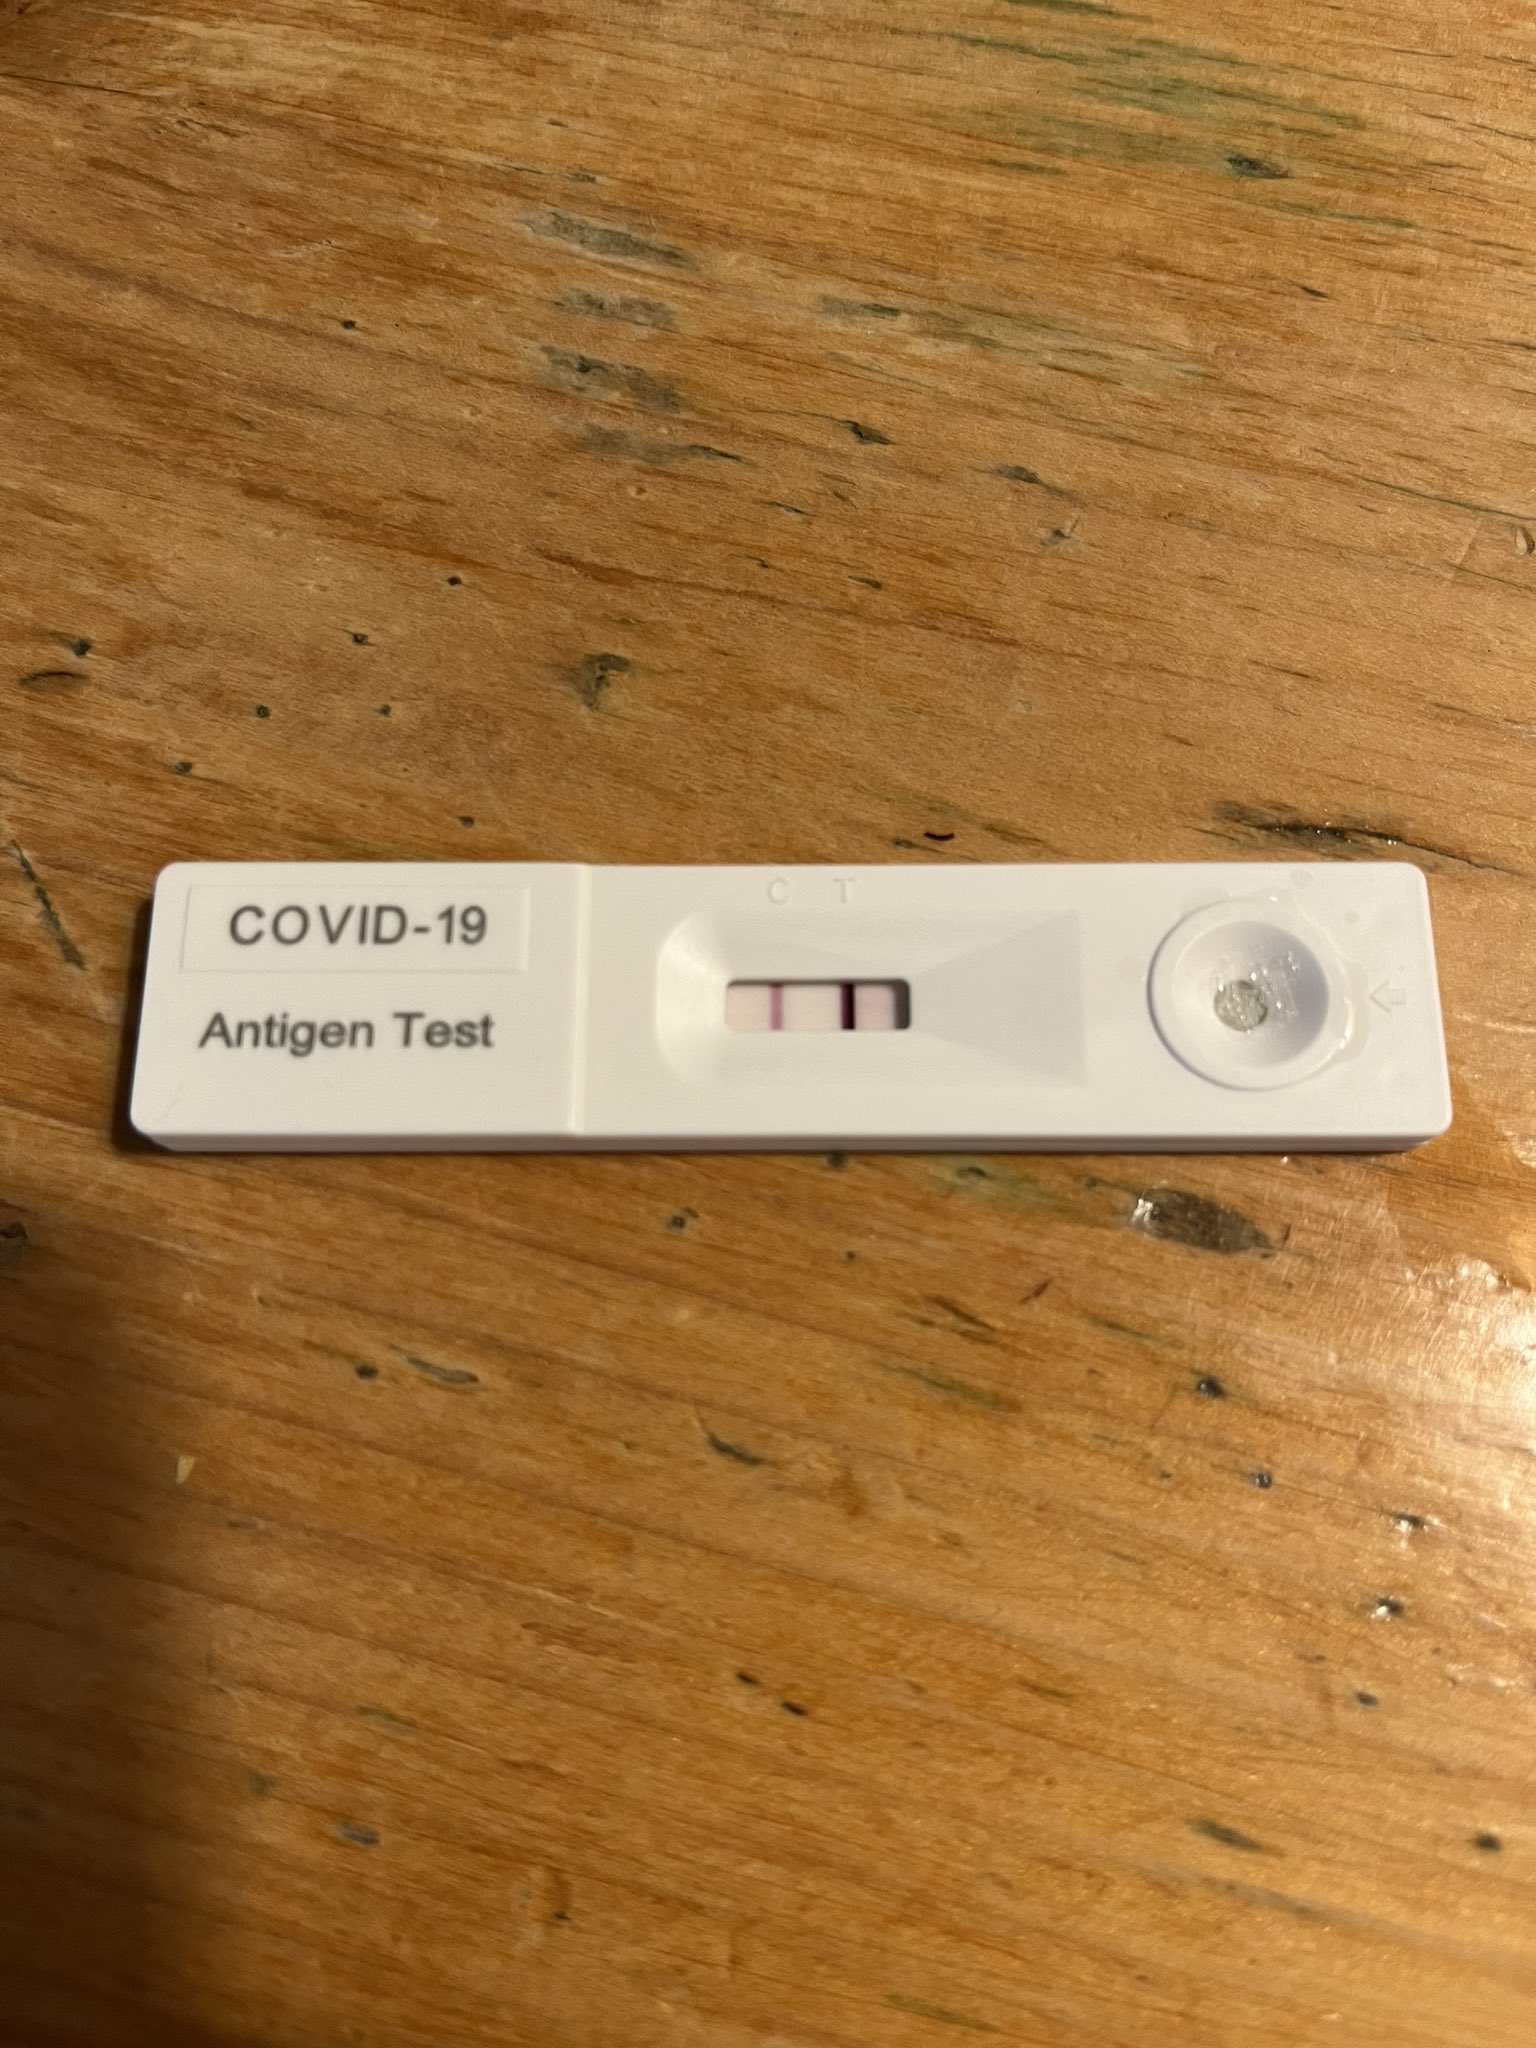 COVID-19
Antigen Test
C T